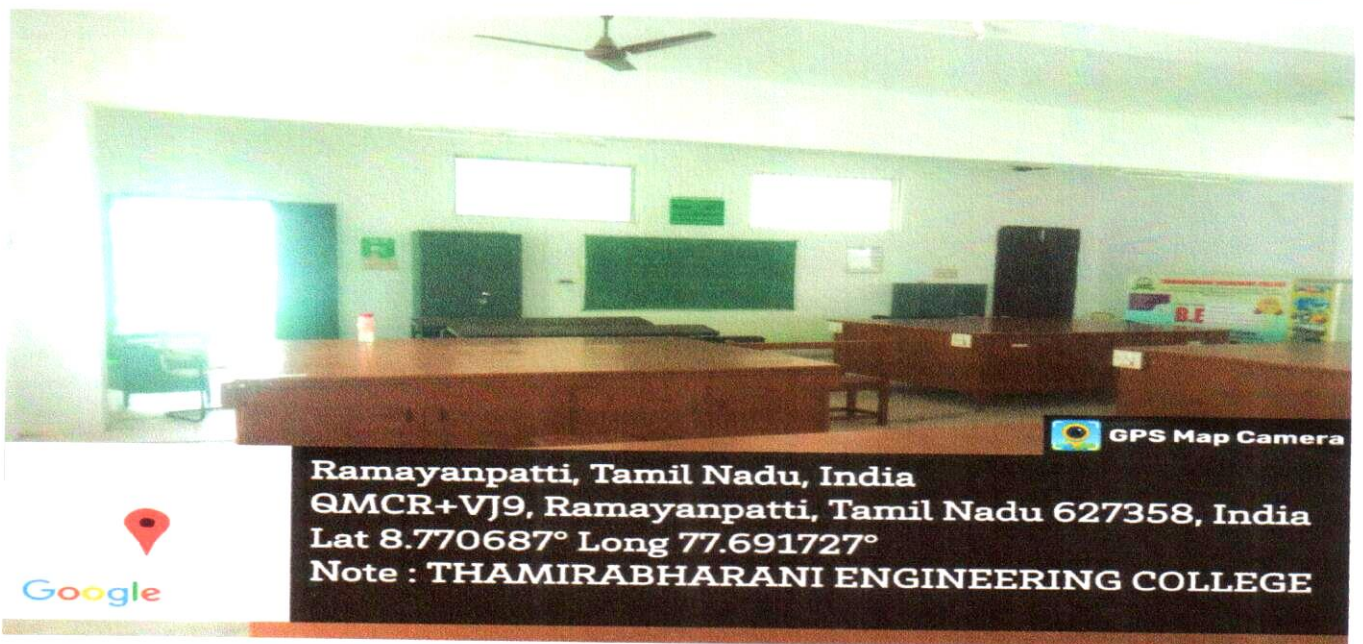 B.E
GPS Map Camera
Ramayanpatti, Tamil Nadu, India
QMCR+VJ9, Ramayanpatti, Tamil Nadu 627358, India
Lat 8.770687° Long 77.691727°
Note : THAMIRABHARANI ENGINEERING COLLEGE
Google